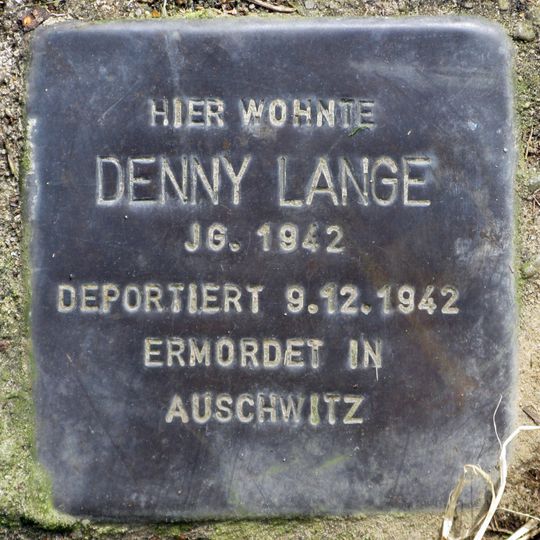 HIER WOHNTE
DENNY LANGE
JG. 1942
DEPORTIERT 9.12.1942
ERMORDET IN
AUSCHWITZ